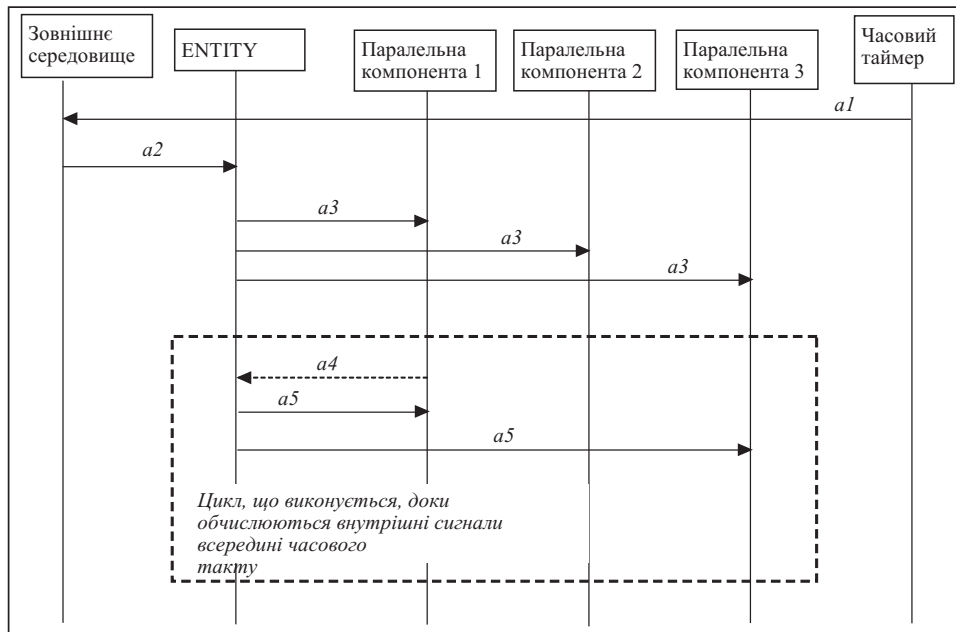 Зовнішнє
середовище
ENTITY
Паралельна
компонента 1
Паралельна
компонента 2
Паралельна
компонента 3
Часовий
таймер
a1
a2
a3
a3
a3
a4
a5
a5
Цикл, що виконується, доки
обчислюються внутрішні сигнали
всередині часового
такту